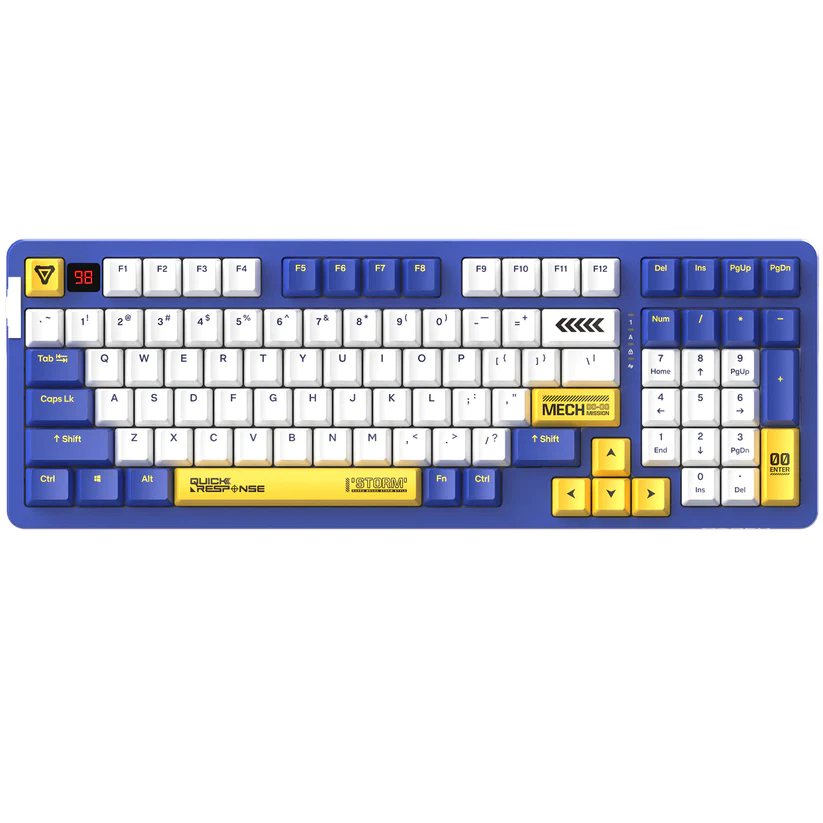 98 F1 F2 F3 F4 F5 F6 F7 F8 F9 F10 F11 F12 Del Ins PgUp PgDn
. ~ 1 ! 2 @ 3 # 4 $ 5 % 6 ^ 7 & 8 * 9 ( 0 ) - — = + Num / * −
Tab Q W E R T Y U I O P [ { ] } \ | 7 Home 8 ↑ 9 PgUp +
Caps Lk A S D F G H J K L ; : , " MECH 00-00 MISSION 4 ← 5 6 →
↑ Shift Z X C V B N M , < . > / ? ↑ Shift 1 End 2 ↓ 3 PgDn 00 ENTER
Ctrl Alt QUICK RESPONSE 'STORM' Fn Ctrl 0 Ins . Del